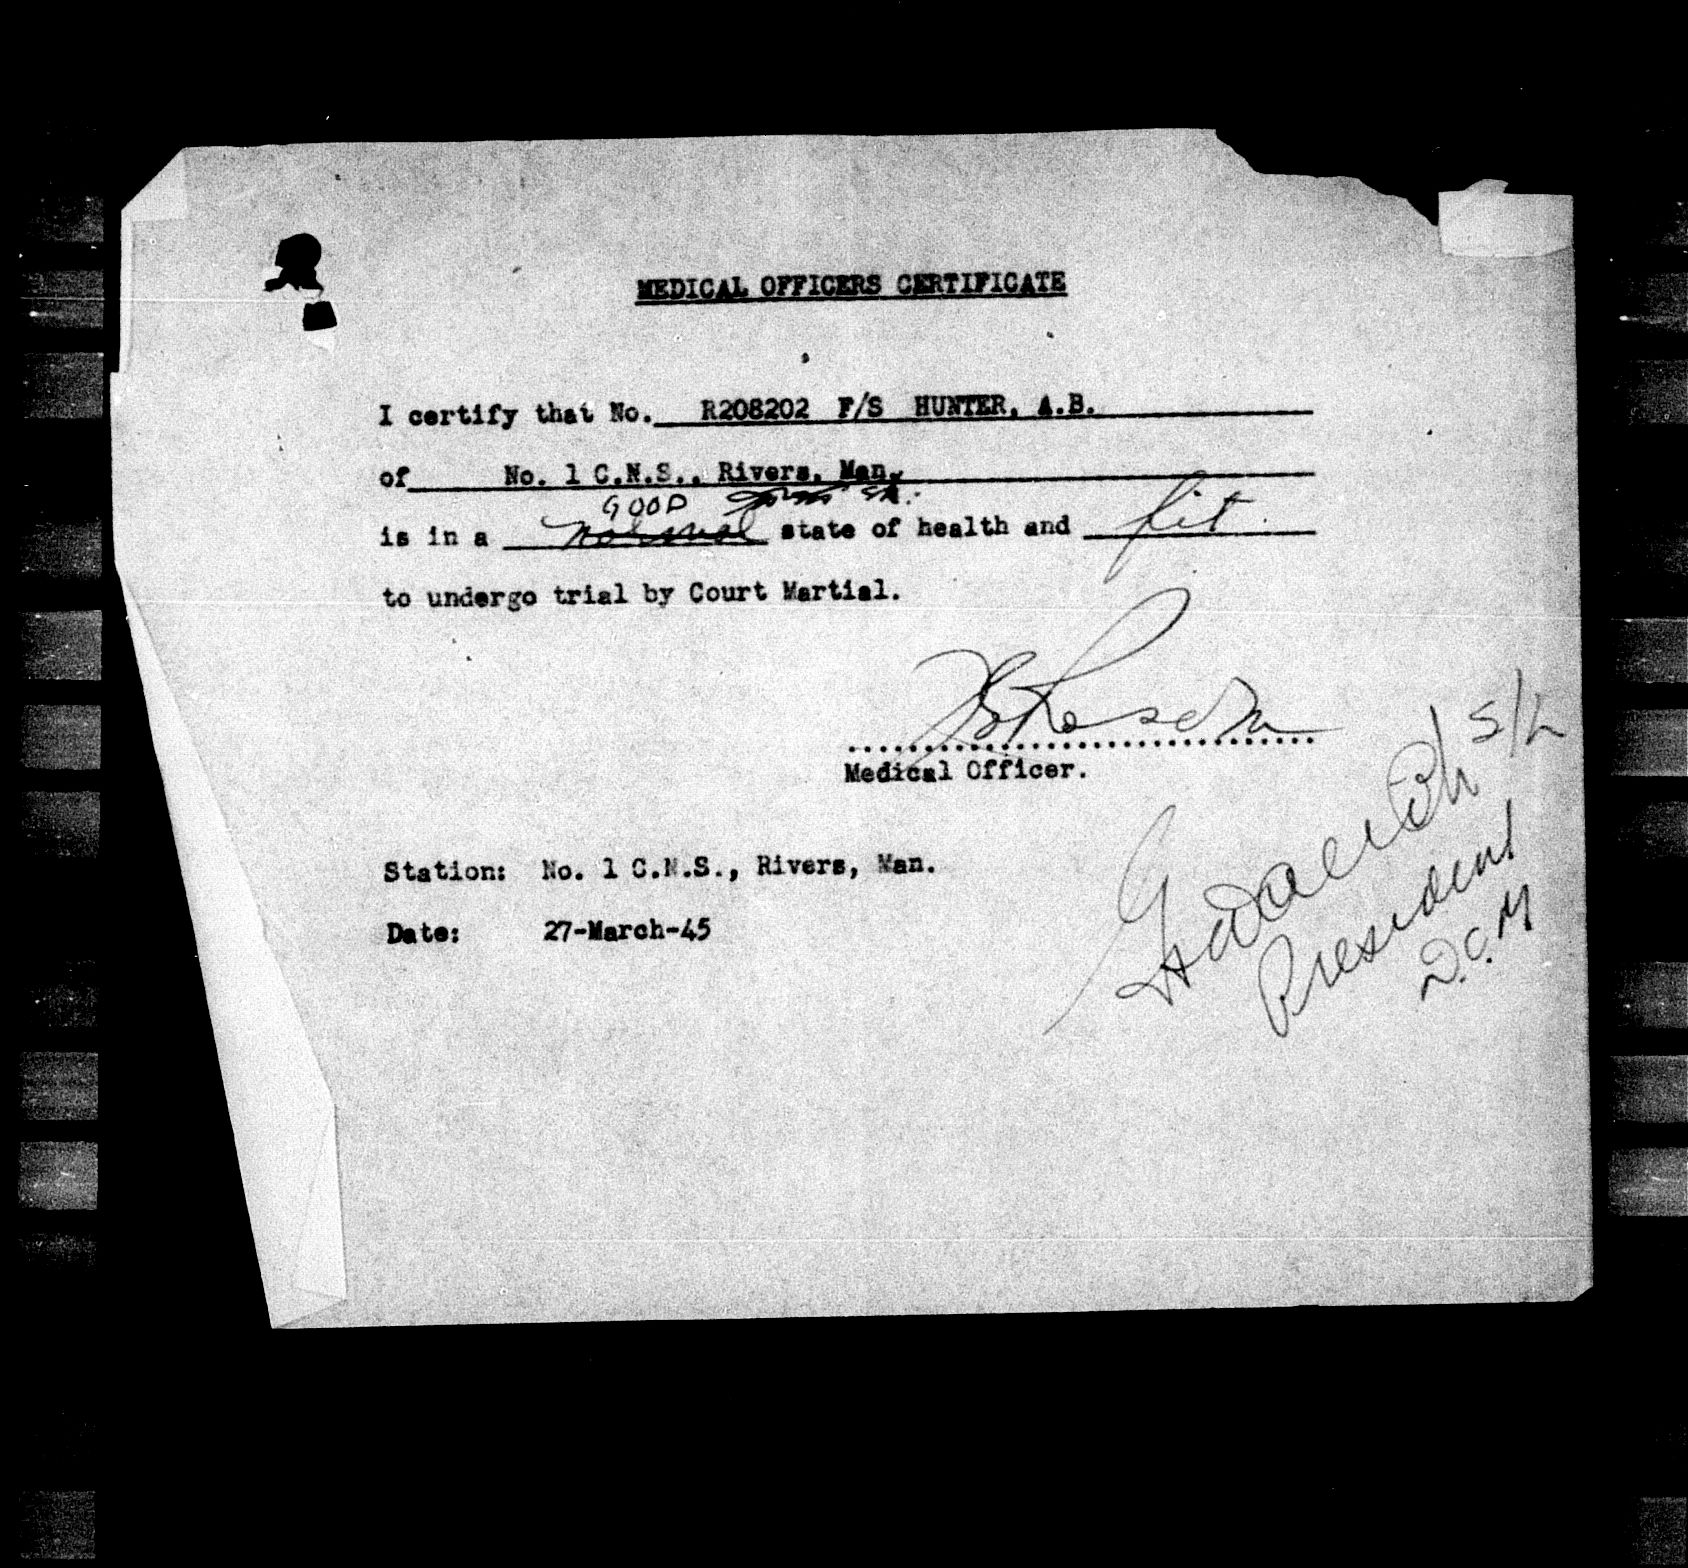 MEDICAL OFFICERS CERTIFICATE
I certify that No. R208202 F/S HUNTER, A.B.
of No. 1 C.N.S., Rivers, Man.
GOOD
is in a normal state of health and fit.
to undergo trial by Court Martial.
Medical Officer.
S/L
President
D.C.M
Station: No. 1 C.N.S., Rivers, Man.
Date: 27-March-45